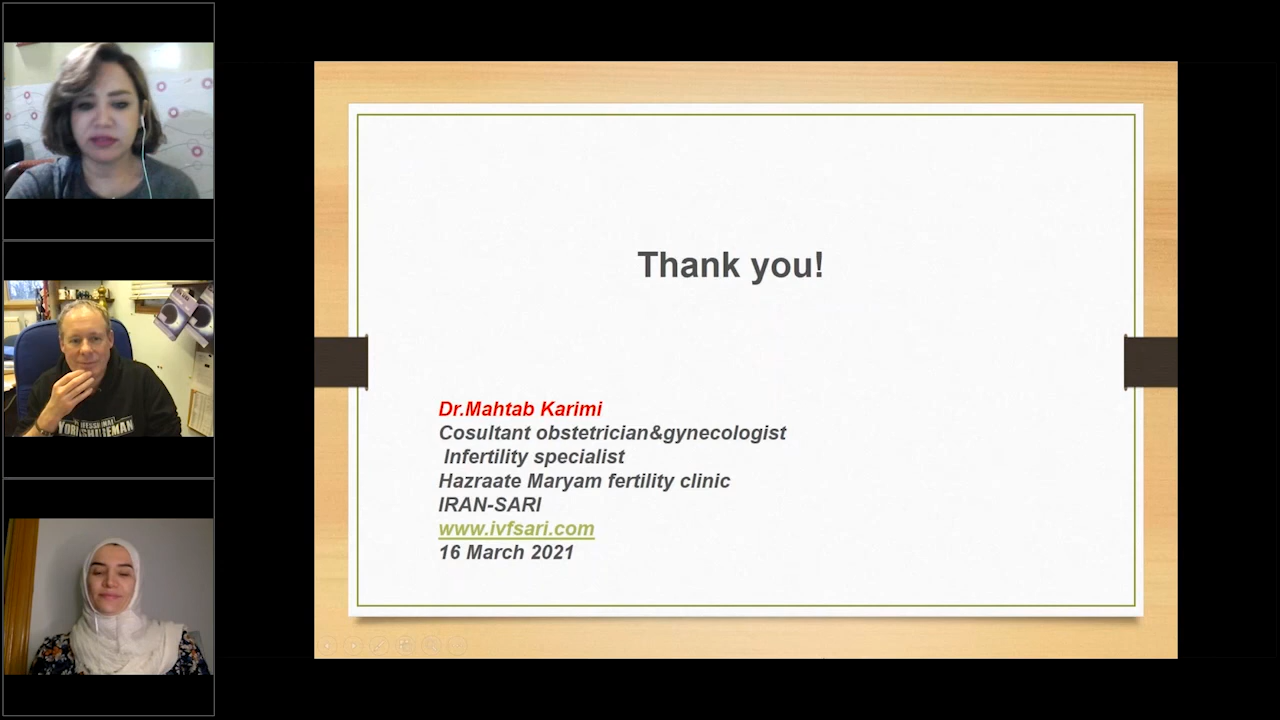 Thank you!
Dr.Mahtab Karimi
Cosultant obstetrician&gynecologist
Infertility specialist
Hazraate Maryam fertility clinic
IRAN-SARI
www.ivfsari.com
16 March 2021